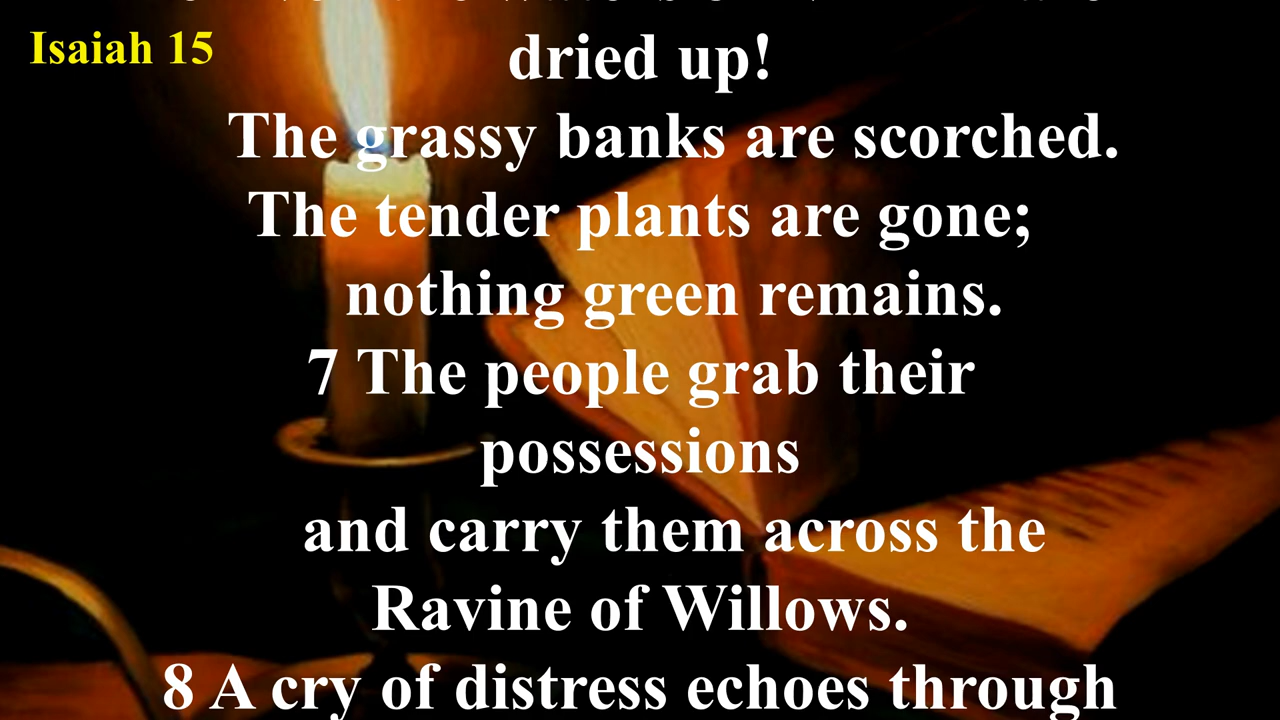 Isaiah 15
dried up!
The grassy banks are scorched.
The tender plants are gone;
nothing green remains.
7 The people grab their
possessions
and carry them across the
Ravine of Willows.
8 A cry of distress echoes through